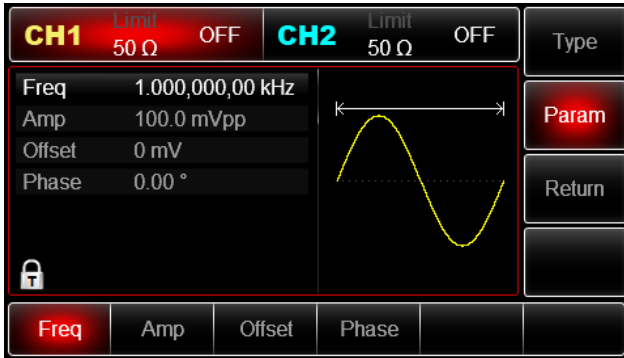 CH1 Limit 50 Ω OFF
CH2 Limit 50 Ω OFF
Type
Freq 1.000,000,00 kHz
Amp 100.0 mVpp
Offset 0 mV
Phase 0.00 °
Param
Return
T
Freq Amp Offset Phase